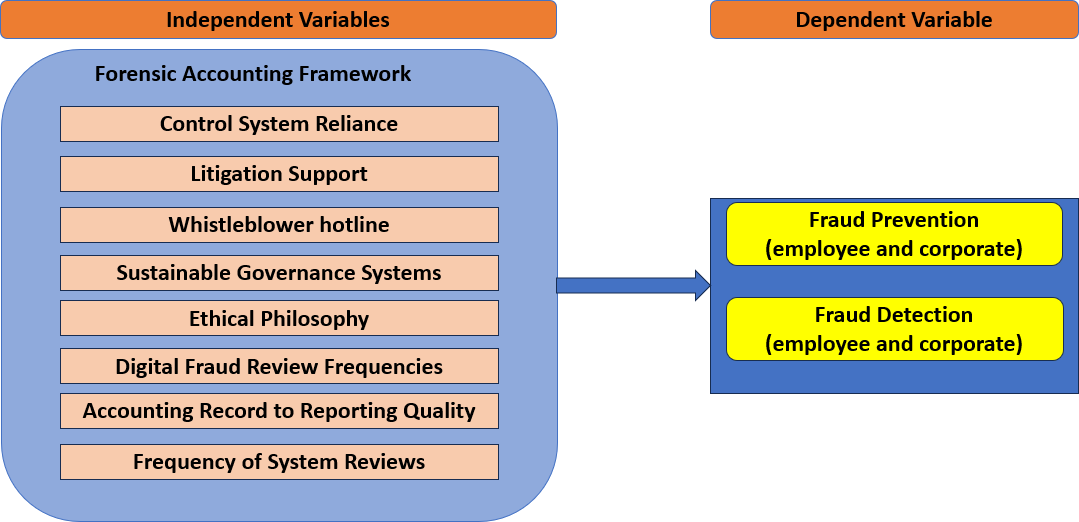 Independent Variables
Dependent Variable
Forensic Accounting Framework
Control System Reliance
Litigation Support
Whistleblower hotline
Sustainable Governance Systems
Ethical Philosophy
Digital Fraud Review Frequencies
Accounting Record to Reporting Quality
Frequency of System Reviews
Fraud Prevention
(employee and corporate)
Fraud Detection
(employee and corporate)